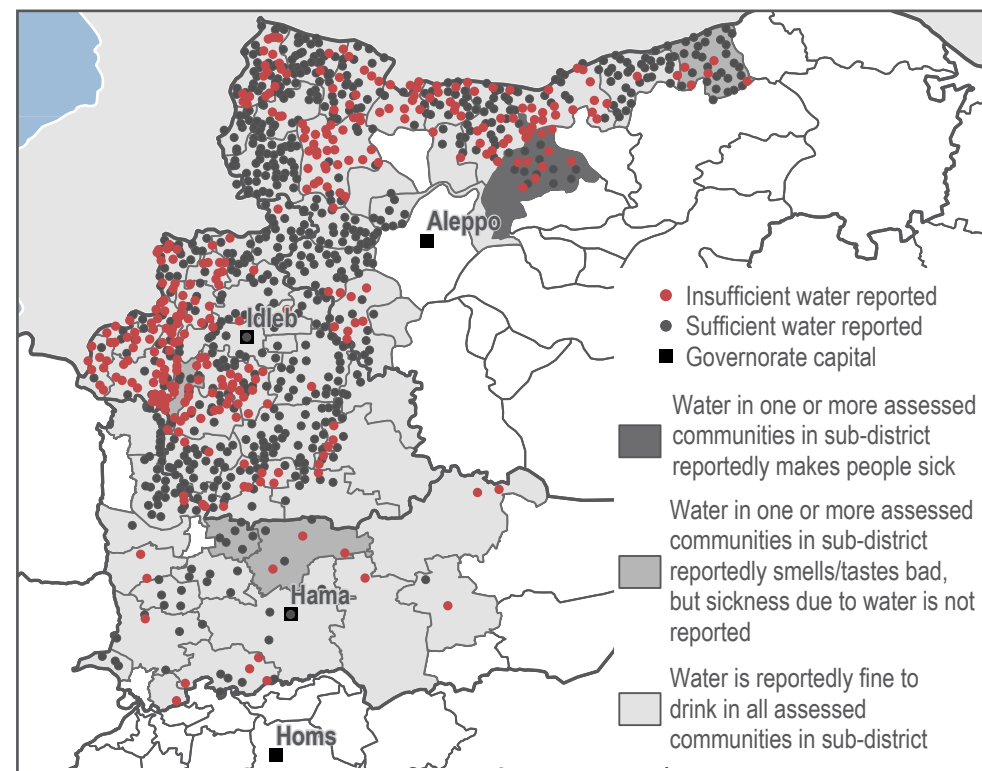 Aleppo
Idleb
Hama
Homs
Insufficient water reported
Sufficient water reported
Governorate capital
Water in one or more assessed
communities in sub-district
reportedly makes people sick
Water in one or more assessed
communities in sub-district
reportedly smells/tastes bad,
but sickness due to water is not
reported
Water is reportedly fine to
drink in all assessed
communities in sub-district